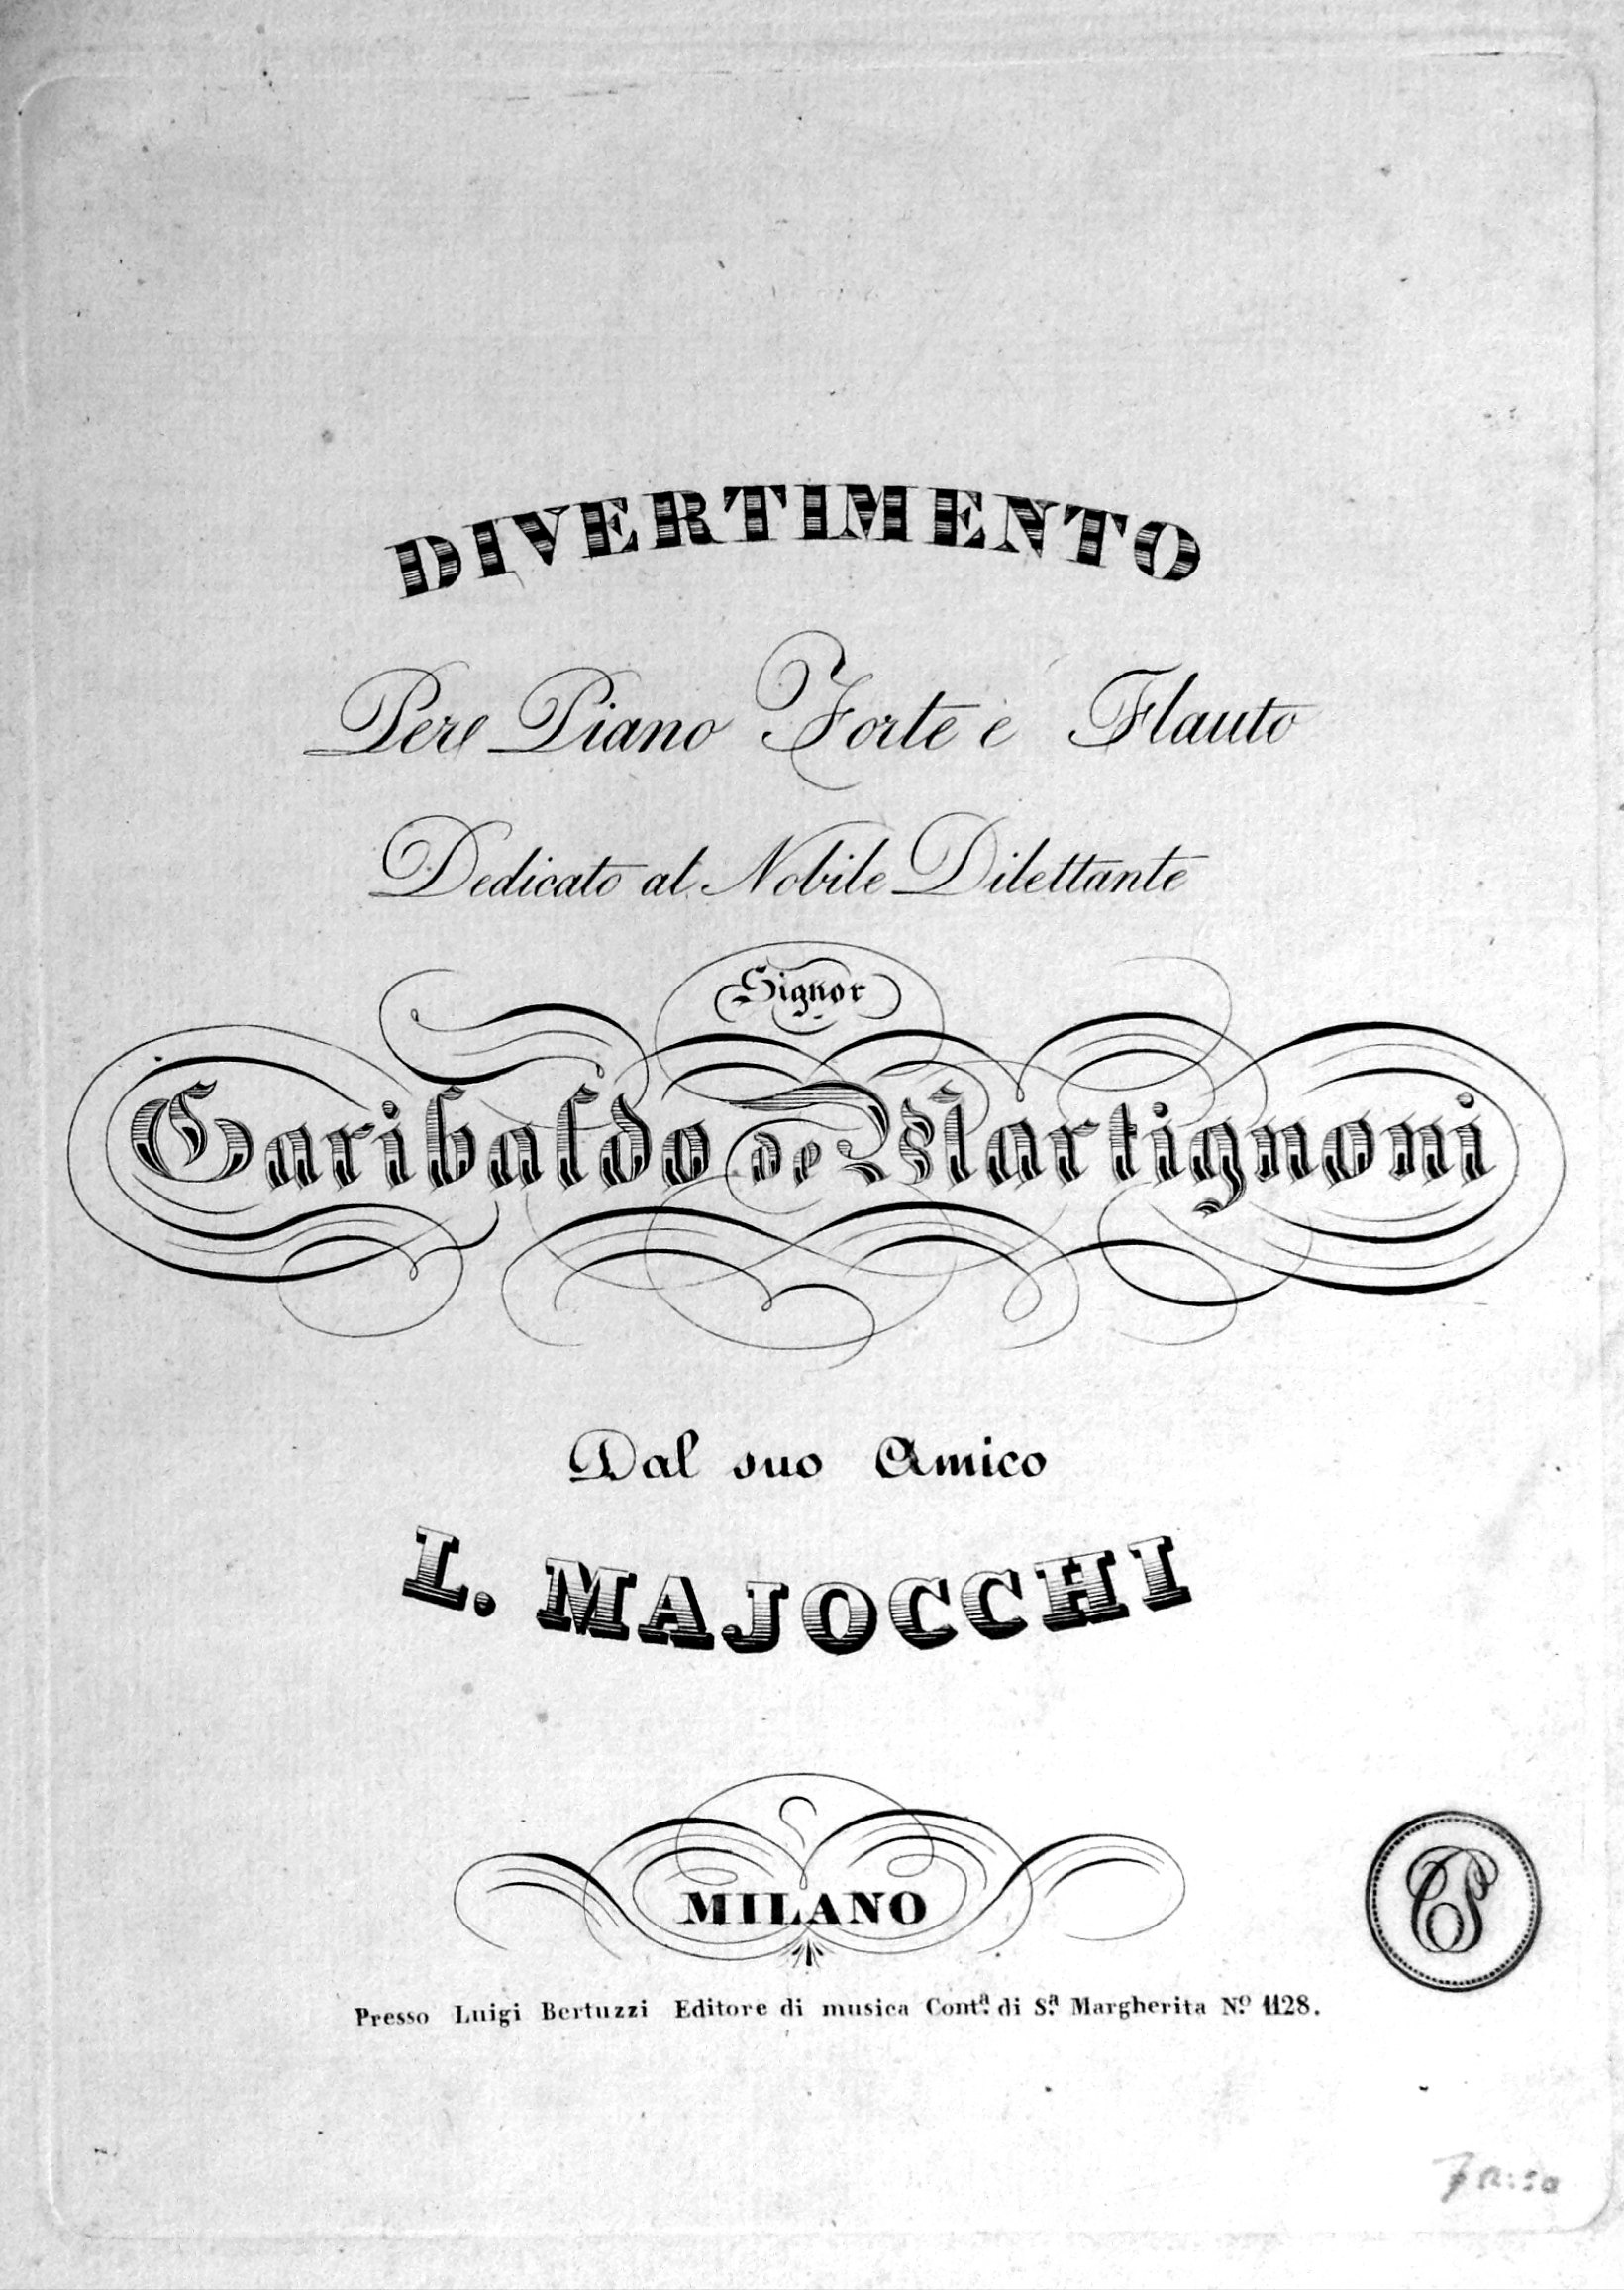 DIVERTIMENTO
Per Piano Forte e Flauto
Dedicato al Nobile Dilettante
Signor
Garibaldo de Martignoni
Dal suo Amico
L. MAJOCCHI
MILANO
Presso Luigi Bertuzzi Editore di musica Contª. di Sª. Margherita Nº 1128.